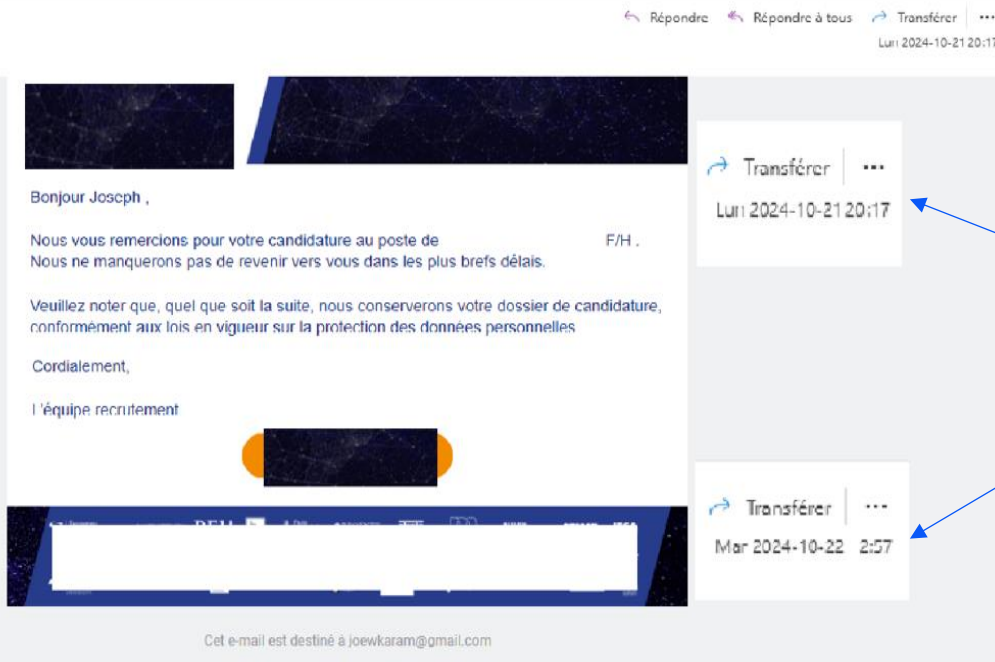 Répondre Répondre à tous Transférer ...
Lun 2024-10-21 20:17
Transférer ...
Lun 2024-10-21 20:17
Bonjour Joseph ,
Nous vous remercions pour votre candidature au poste de F/H .
Nous ne manquerons pas de revenir vers vous dans les plus brefs délais.
Veuillez noter que, quel que soit la suite, nous conserverons votre dossier de candidature,
conformément aux lois en vigueur sur la protection des données personnelles
Cordialement,
L'équipe recrutement
Transférer ...
Mar 2024-10-22 2:57
Cet e-mail est destiné à joewkaram@gmail.com